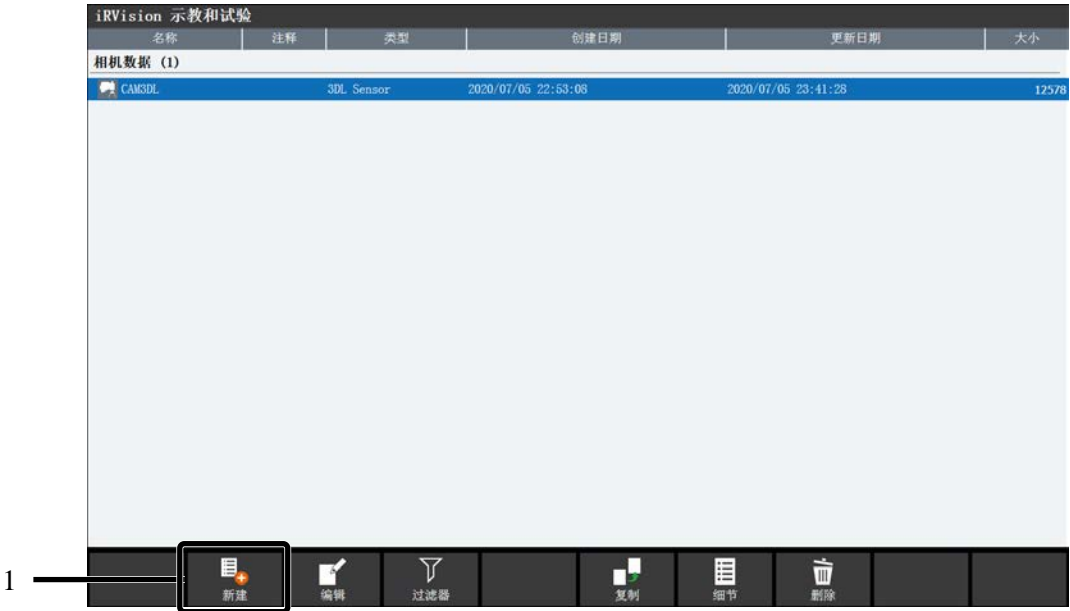 iRVision 示教和试验
名称 注释 类型 创建日期 更新日期 大小
相机数据 (1)
CAM3DL 3DL Sensor 2020/07/05 22:53:08 2020/07/05 23:41:28 12578
1
新建 编辑 过滤器 复制 细节 删除